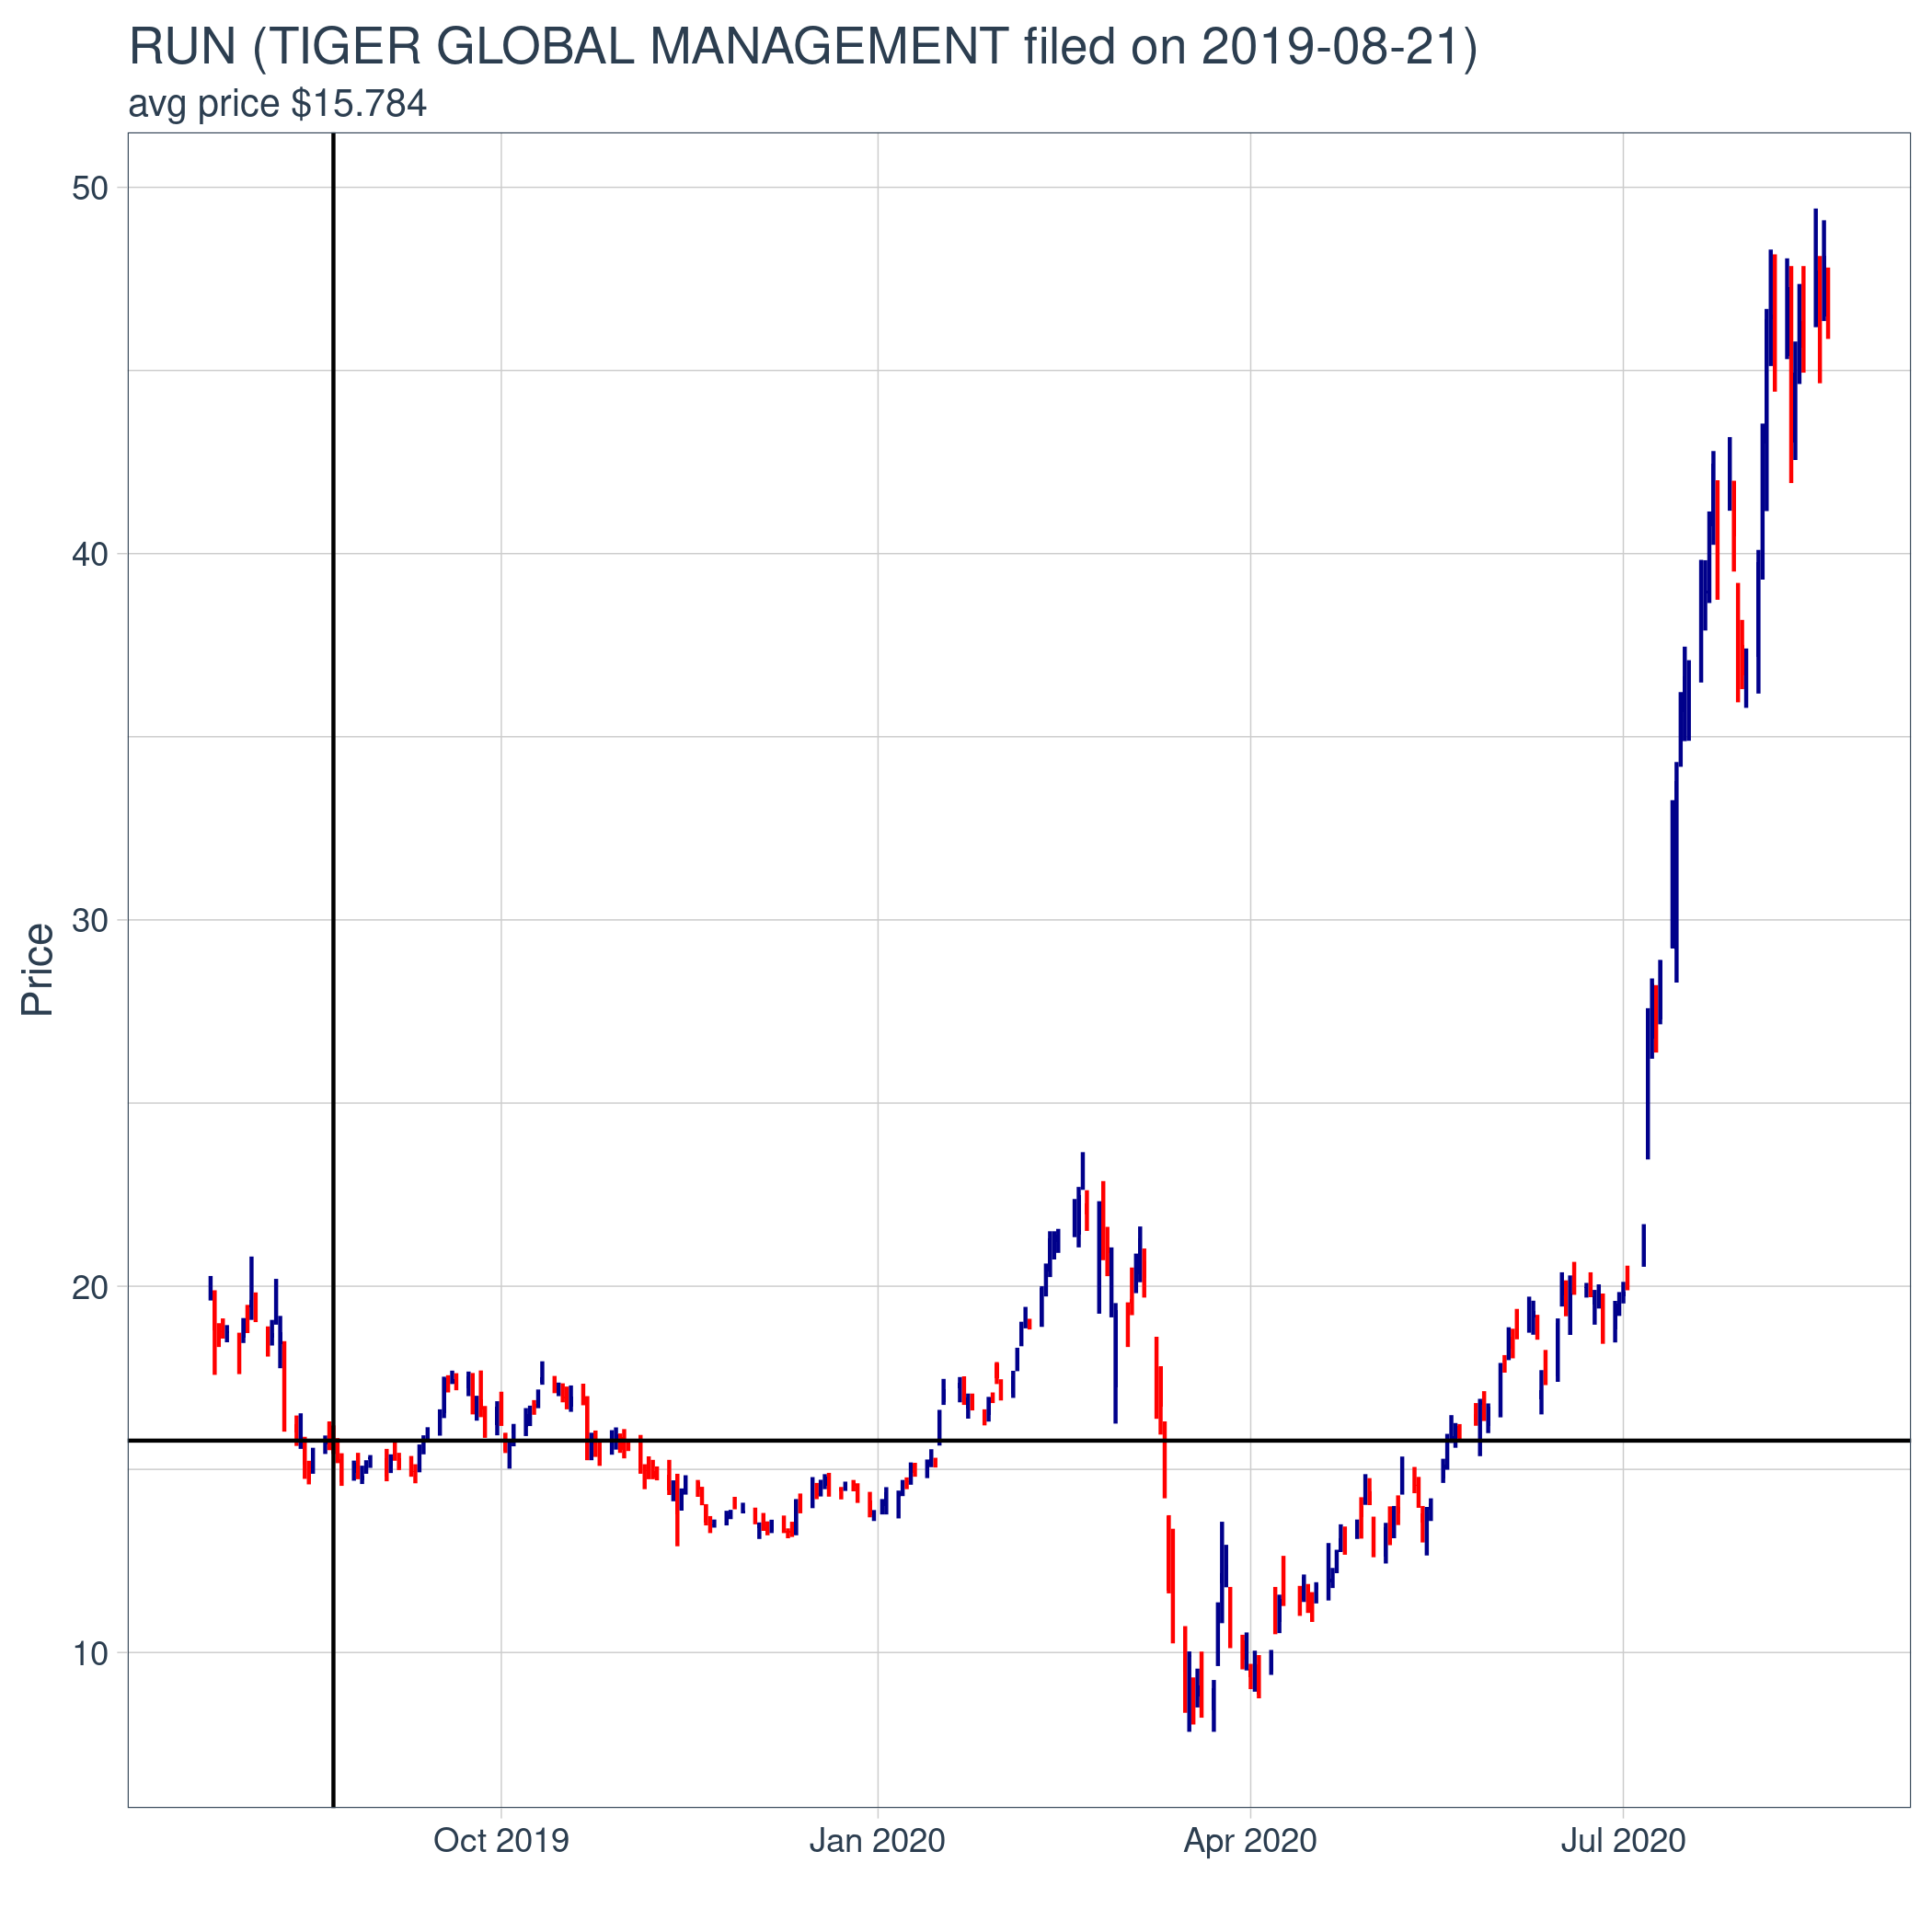 RUN (TIGER GLOBAL MANAGEMENT filed on 2019-08-21)
avg price $15.784
50
40
30
20
10
Price
Oct 2019
Jan 2020
Apr 2020
Jul 2020